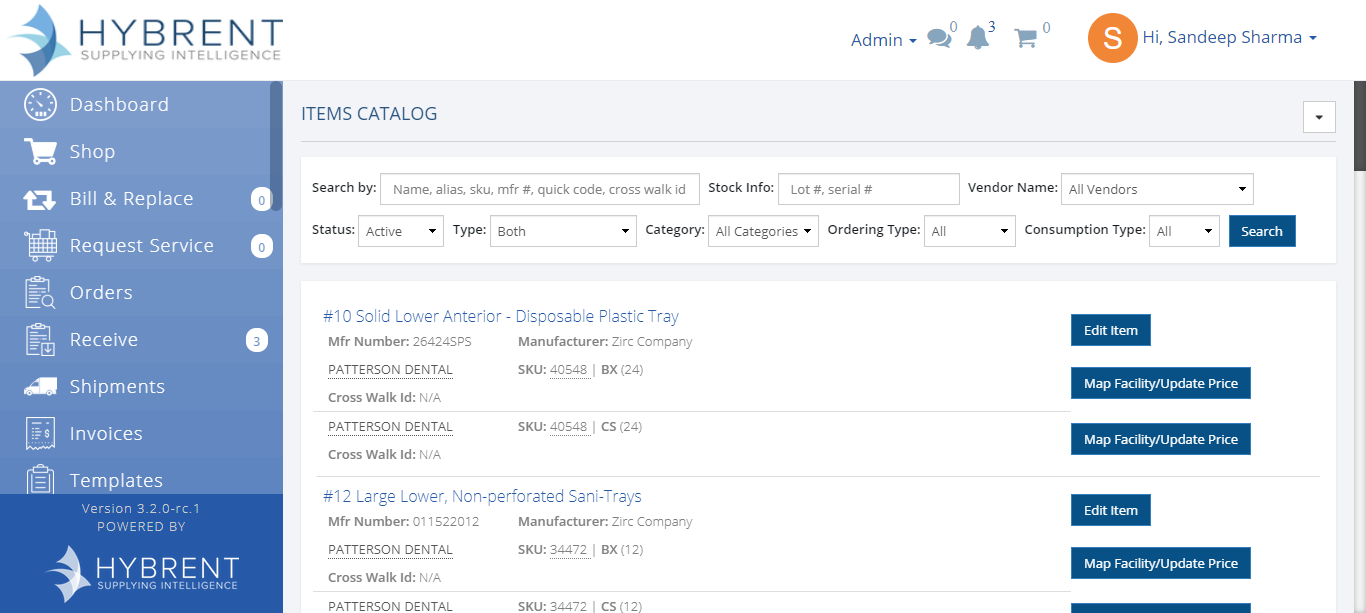 HYBRENT
SUPPLYING INTELLIGENCE
Admin 0 3 0 S Hi, Sandeep Sharma
Dashboard
Shop
Bill & Replace 0
Request Service 0
Orders
Receive 3
Shipments
Invoices
Templates
Version 3.2.0-rc.1
POWERED BY
HYBRENT
SUPPLYING INTELLIGENCE
ITEMS CATALOG
Search by: Name, alias, sku, mfr #, quick code, cross walk id Stock Info: Lot #, serial # Vendor Name: All Vendors
Status: Active Type: Both Category: All Categories Ordering Type: All Consumption Type: All Search
#10 Solid Lower Anterior - Disposable Plastic Tray
Edit Item
Mfr Number: 26424SPS Manufacturer: Zirc Company
PATTERSON DENTAL SKU: 40548 | BX (24)
Map Facility/Update Price
Cross Walk Id: N/A
PATTERSON DENTAL SKU: 40548 | CS (24)
Map Facility/Update Price
Cross Walk Id: N/A
#12 Large Lower, Non-perforated Sani-Trays
Edit Item
Mfr Number: 011522012 Manufacturer: Zirc Company
PATTERSON DENTAL SKU: 34472 | BX (12)
Map Facility/Update Price
Cross Walk Id: N/A
PATTERSON DENTAL SKU: 34472 | CS (12)